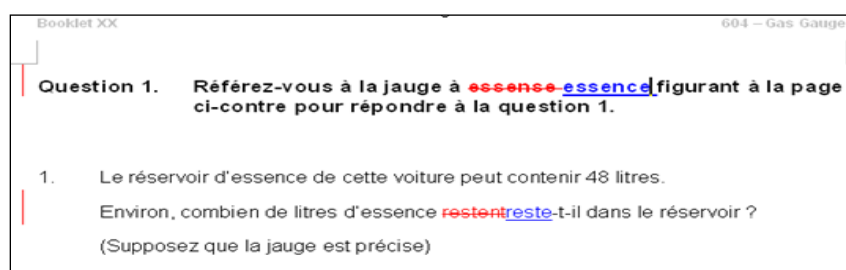 Booklet XX 604 – Gas Gauge
Question 1. Référez-vous à la jauge à essense essence figurant à la page
ci-contre pour répondre à la question 1.
1. Le réservoir d'essence de cette voiture peut contenir 48 litres.
Environ, combien de litres d'essence restentreste-t-il dans le réservoir ?
(Supposez que la jauge est précise)